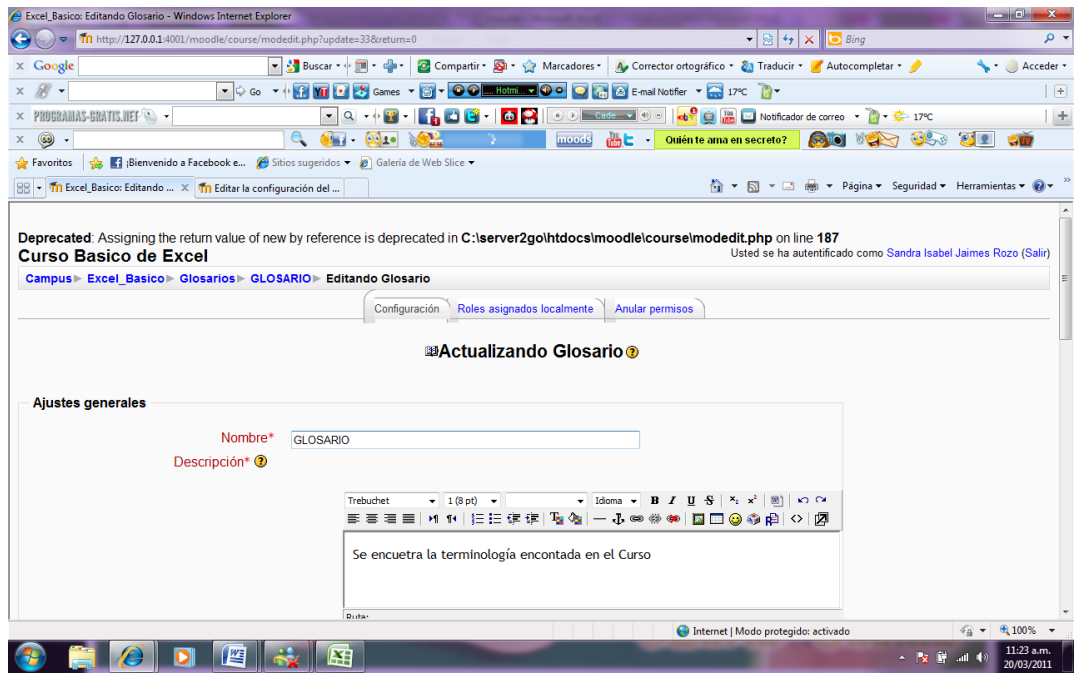 Excel_Basico: Editando Glosario - Windows Internet Explorer
http://127.0.0.1:4001/moodle/course/modedit.php?update=33&return=0
Bing
Google Buscar Compartir Marcadores Corrector ortográfico Traducir Autocompletar Acceder
Go Games Hotmi... E-mail Notifier 17°C
PROGRAMAS-GRATIS.NET Cade... Notificador de correo 17°C
moods Quién te ama en secreto?
Favoritos ¡Bienvenido a Facebook e... Sitios sugeridos Galería de Web Slice
Excel_Basico: Editando ... X Editar la configuración del ... Página Seguridad Herramientas
Deprecated: Assigning the return value of new by reference is deprecated in C:\server2go\htdocs\moodle\course\modedit.php on line 187
Curso Basico de Excel
Usted se ha autentificado como Sandra Isabel Jaimes Rozo (Salir)
Campus► Excel_Basico► Glosarios► GLOSARIO► Editando Glosario
Configuración Roles asignados localmente Anular permisos
Actualizando Glosario
Ajustes generales
Nombre* GLOSARIO
Descripción*
Trebuchet 1 (8 pt) Idioma B I U S x₂ x²
Se encuetra la terminología encontada en el Curso
Ruta:
Internet | Modo protegido: activado 100%
11:23 a.m.
20/03/2011